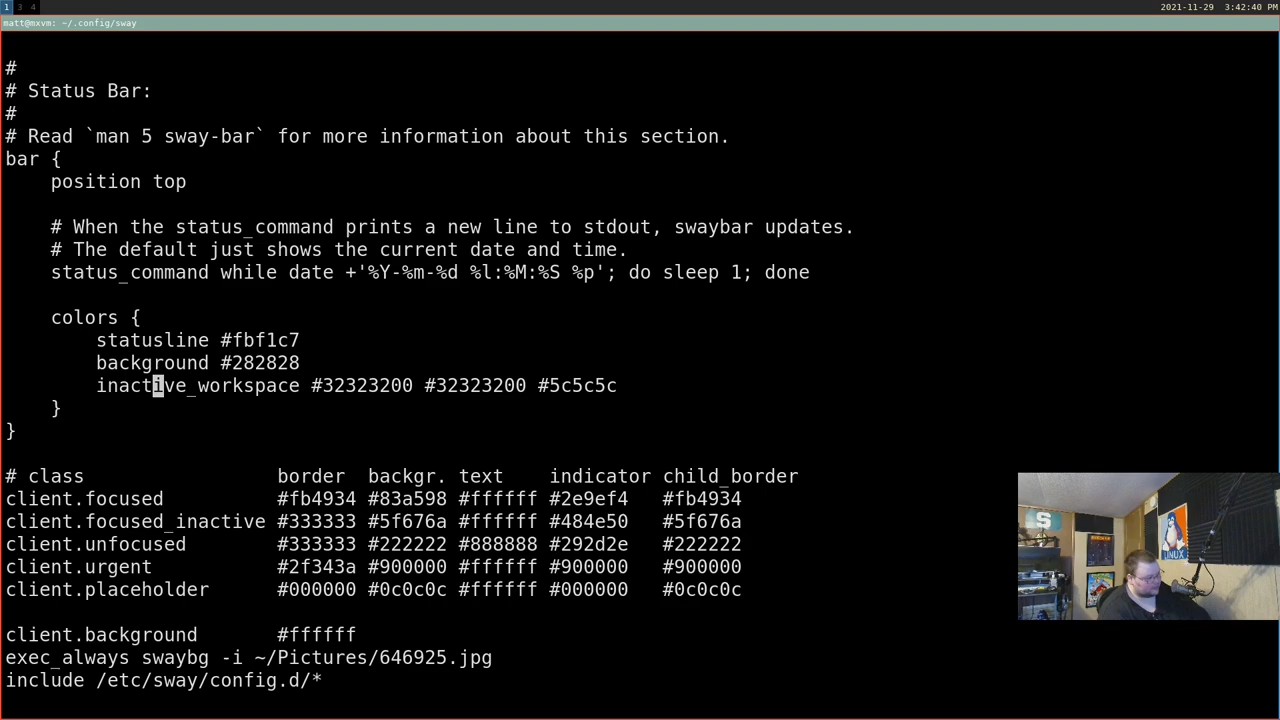 1 3 4 2021-11-29 3:42:40 PM
matt@mxvm: ~/.config/sway
#
# Status Bar:
#
# Read `man 5 sway-bar` for more information about this section.
bar {
    position top
    # When the status_command prints a new line to stdout, swaybar updates.
    # The default just shows the current date and time.
    status_command while date +'%Y-%m-%d %l:%M:%S %p'; do sleep 1; done
    colors {
        statusline #fbf1c7
        background #282828
        inactive_workspace #32323200 #32323200 #5c5c5c
    }
}
# class                 border  backgr. text    indicator child_border
client.focused          #fb4934 #83a598 #ffffff #2e9ef4   #fb4934
client.focused_inactive #333333 #5f676a #ffffff #484e50   #5f676a
client.unfocused        #333333 #222222 #888888 #292d2e   #222222
client.urgent           #2f343a #900000 #ffffff #900000   #900000
client.placeholder      #000000 #0c0c0c #ffffff #000000   #0c0c0c
client.background       #ffffff
exec_always swaybg -i ~/Pictures/646925.jpg
include /etc/sway/config.d/*
S
LINUX